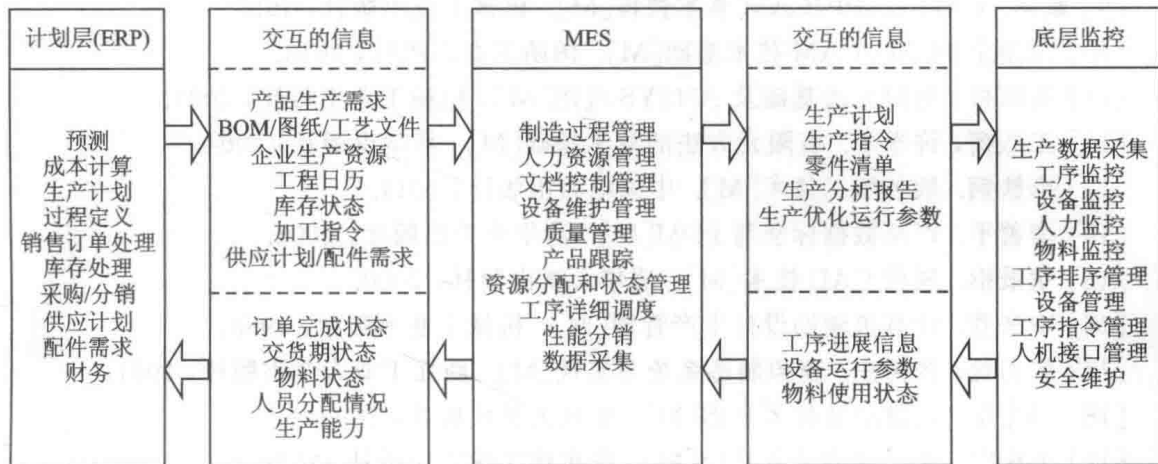 计划层(ERP)
预测
成本计算
生产计划
过程定义
销售订单处理
库存处理
采购/分销
供应计划
配件需求
财务
交互的信息
产品生产需求
BOM/图纸/工艺文件
企业生产资源
工程日历
库存状态
加工指令
供应计划/配件需求
订单完成状态
交货期状态
物料状态
人员分配情况
生产能力
MES
制造过程管理
人力资源管理
文档控制管理
设备维护管理
质量管理
产品跟踪
资源分配和状态管理
工序详细调度
性能分销
数据采集
交互的信息
生产计划
生产指令
零件清单
生产分析报告
生产优化运行参数
工序进展信息
设备运行参数
物料使用状态
底层监控
生产数据采集
工序监控
设备监控
人力监控
物料监控
工序排序管理
设备管理
工序指令管理
人机接口管理
安全维护